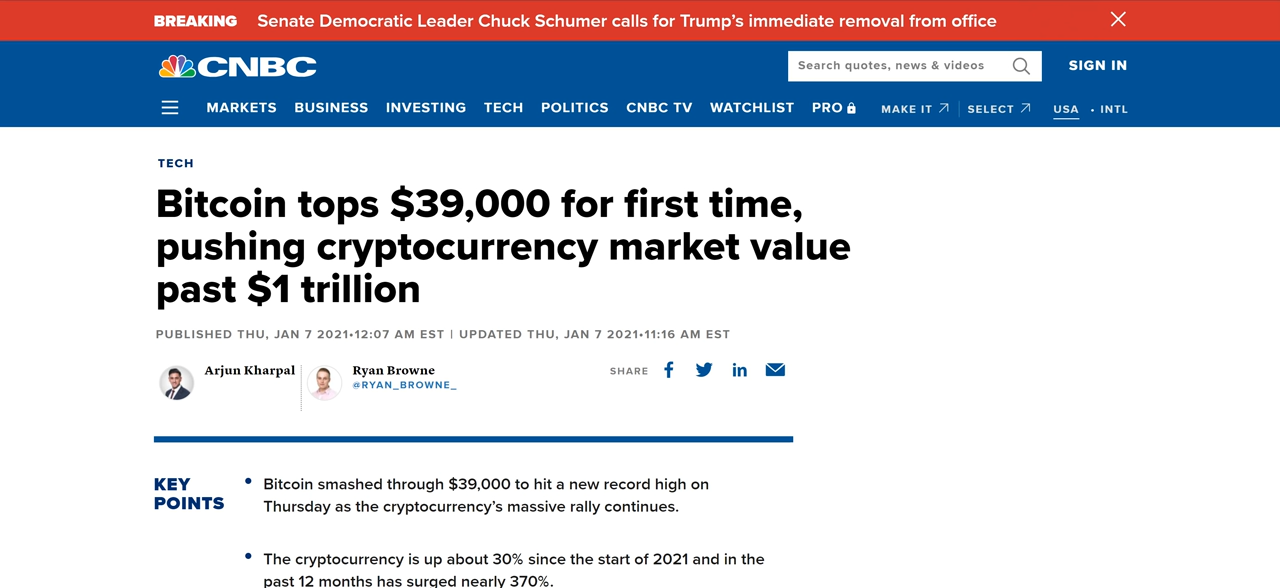 BREAKING Senate Democratic Leader Chuck Schumer calls for Trump’s immediate removal from office
CNBC
Search quotes, news & videos
SIGN IN
MARKETS BUSINESS INVESTING TECH POLITICS CNBC TV WATCHLIST PRO MAKE IT SELECT USA • INTL
TECH
Bitcoin tops $39,000 for first time,
pushing cryptocurrency market value
past $1 trillion
PUBLISHED THU, JAN 7 2021•12:07 AM EST | UPDATED THU, JAN 7 2021•11:16 AM EST
Arjun Kharpal
Ryan Browne
@RYAN_BROWNE_
SHARE
KEY
POINTS
• Bitcoin smashed through $39,000 to hit a new record high on
Thursday as the cryptocurrency’s massive rally continues.
• The cryptocurrency is up about 30% since the start of 2021 and in the
past 12 months has surged nearly 370%.